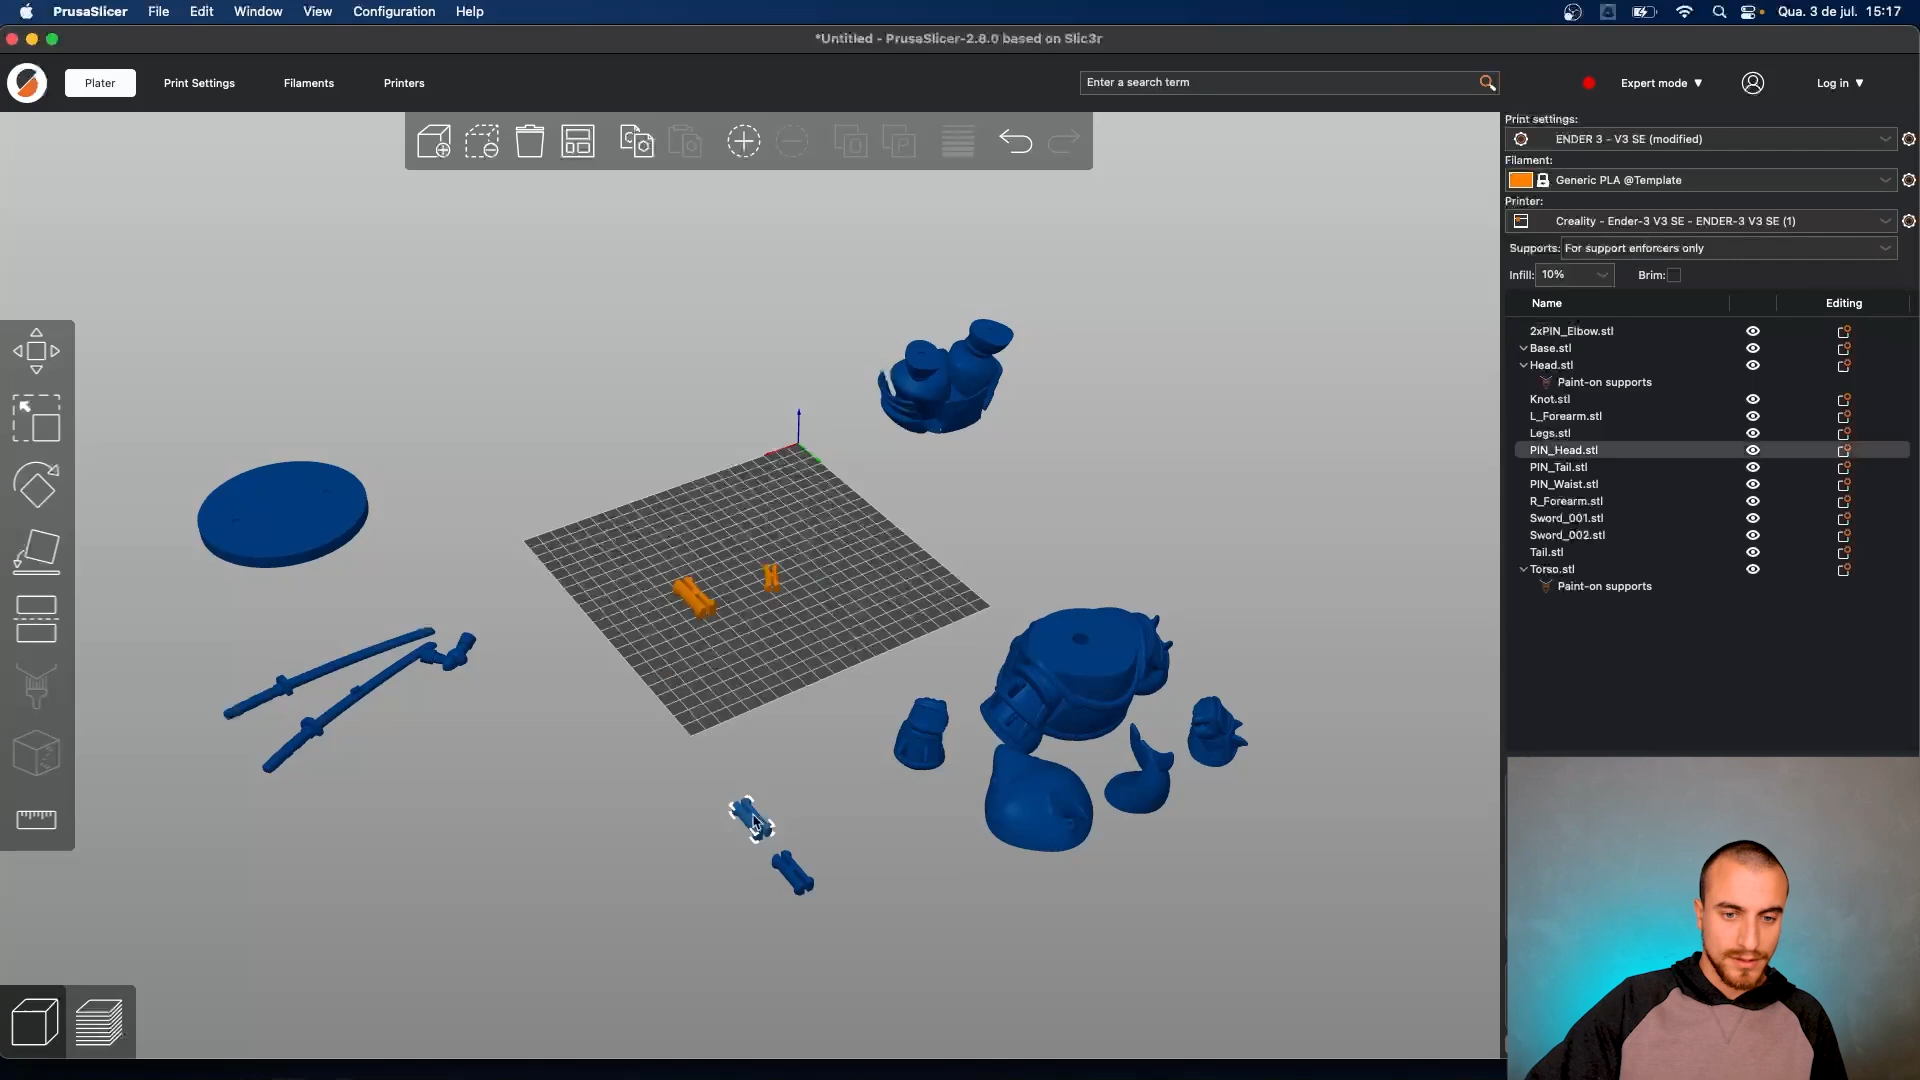 PrusaSlicer File Edit Window View Configuration Help Qua. 3 de jul. 15:17
*Untitled - PrusaSlicer-2.8.0 based on Slic3r
Plater Print Settings Filaments Printers Enter a search term Expert mode Log in
Print settings:
ENDER 3 - V3 SE (modified)
Filament:
Generic PLA @Template
Printer:
Creality - Ender-3 V3 SE - ENDER-3 V3 SE (1)
Supports: For support enforcers only
Infill: 10% Brim:
Name Editing
2xPIN_Elbow.stl
Base.stl
Head.stl
Paint-on supports
Knot.stl
L_Forearm.stl
Legs.stl
PIN_Head.stl
PIN_Tail.stl
PIN_Waist.stl
R_Forearm.stl
Sword_001.stl
Sword_002.stl
Tail.stl
Torso.stl
Paint-on supports